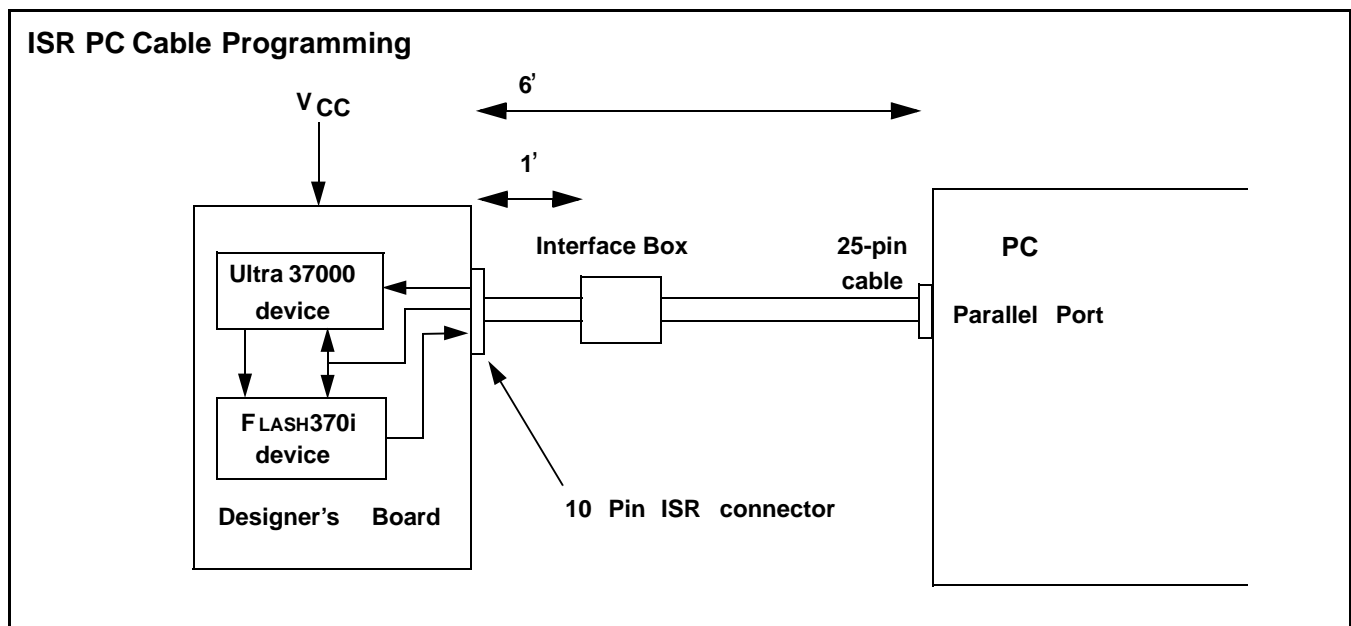 ISR PC Cable Programming
6’
VCC
1’
Interface Box
25-pin
cable
PC
Parallel Port
Ultra 37000
device
FLASH370i
device
10 Pin ISR connector
Designer’s Board